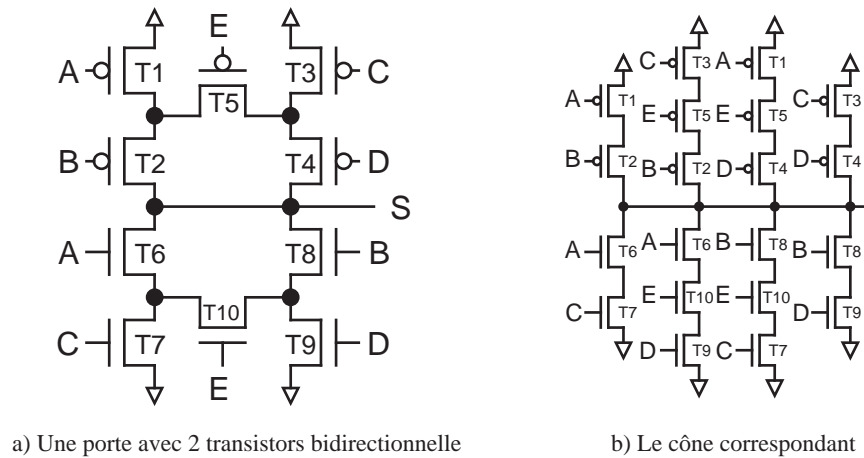 E
A T1 T3 C
T5
B T2 T4 D
S
A T6 T8 B
T10
C T7 T9 D
E
C T3 A T1
A T1 C T3
E T5 E T5
B T2 B T2 D T4 D T4
A T6 A T6 B T8 B T8
E T10 E T10
C T7 D T9
D T9 C T7
a) Une porte avec 2 transistors bidirectionnelle
b) Le cône correspondant